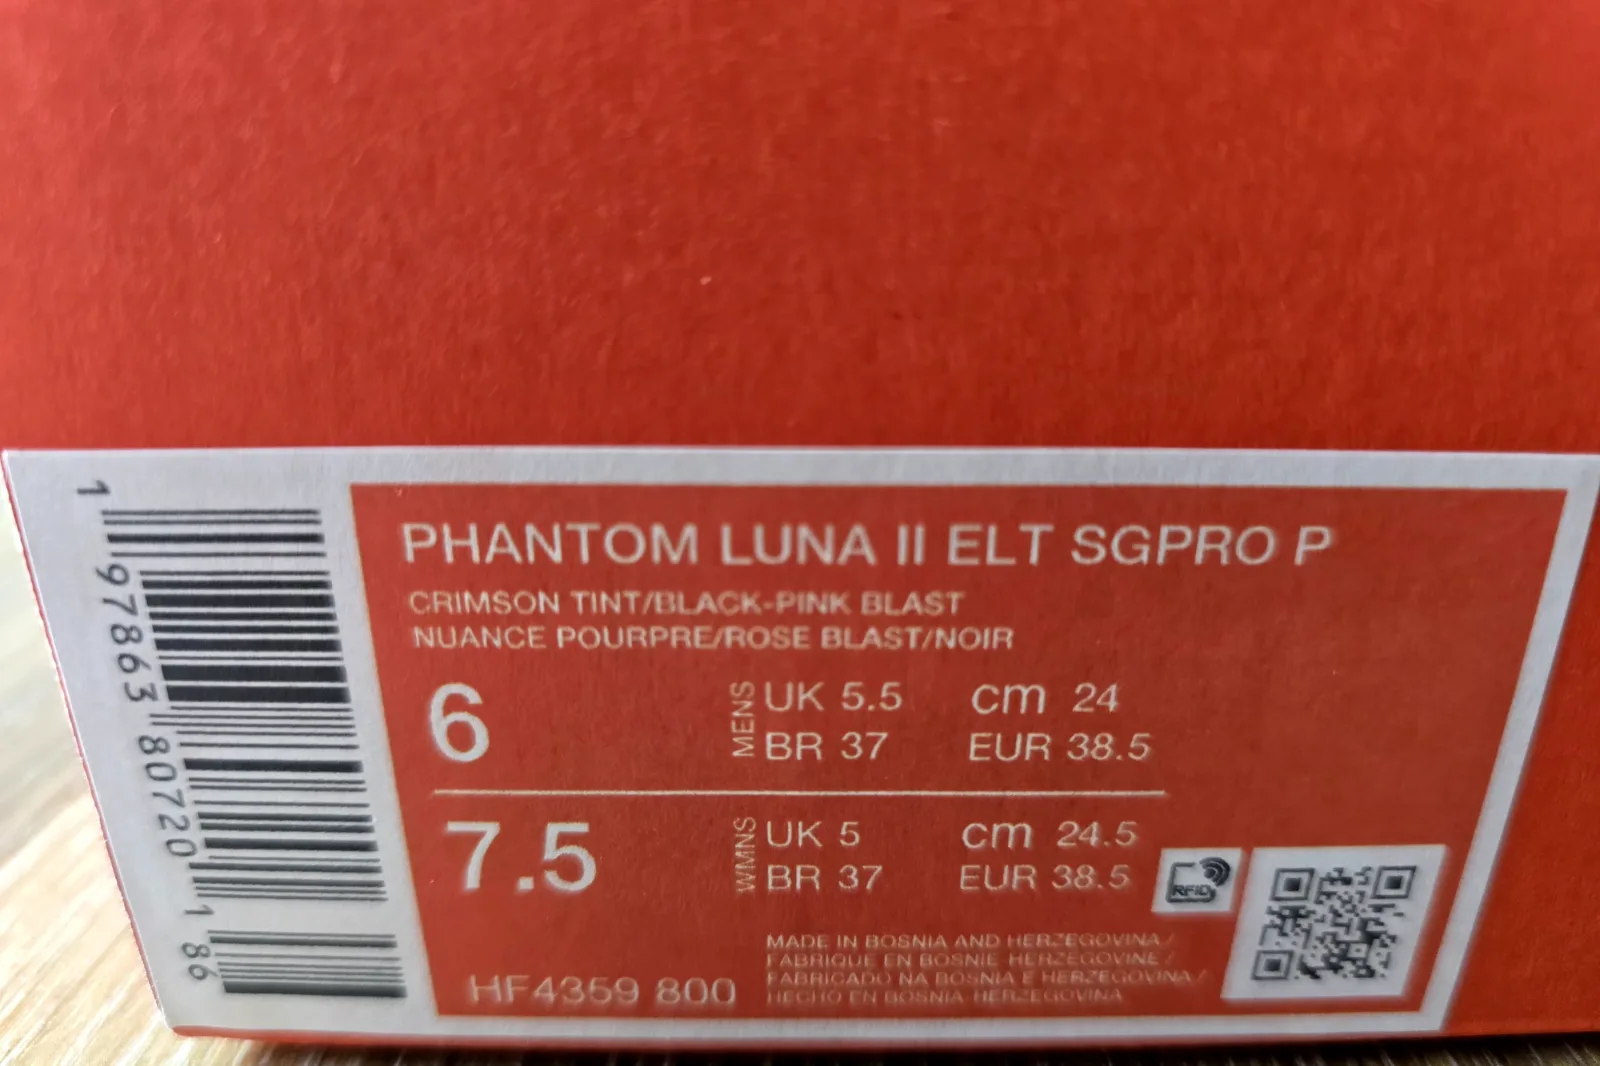 1 97863 80720 1 86
PHANTOM LUNA II ELT SGPRO P
CRIMSON TINT/BLACK-PINK BLAST
NUANCE POURPRE/ROSE BLAST/NOIR
6 MENS UK 5.5 cm 24
BR 37 EUR 38.5
7.5 WMNS UK 5 cm 24.5
BR 37 EUR 38.5
RFID
MADE IN BOSNIA AND HERZEGOVINA /
FABRIQUE EN BOSNIE HERZEGOVINE /
FABRICADO NA BOSNIA E HERZEGOVINA /
HECHO EN BOSNIA HERZEGOVINA
HF4359 800